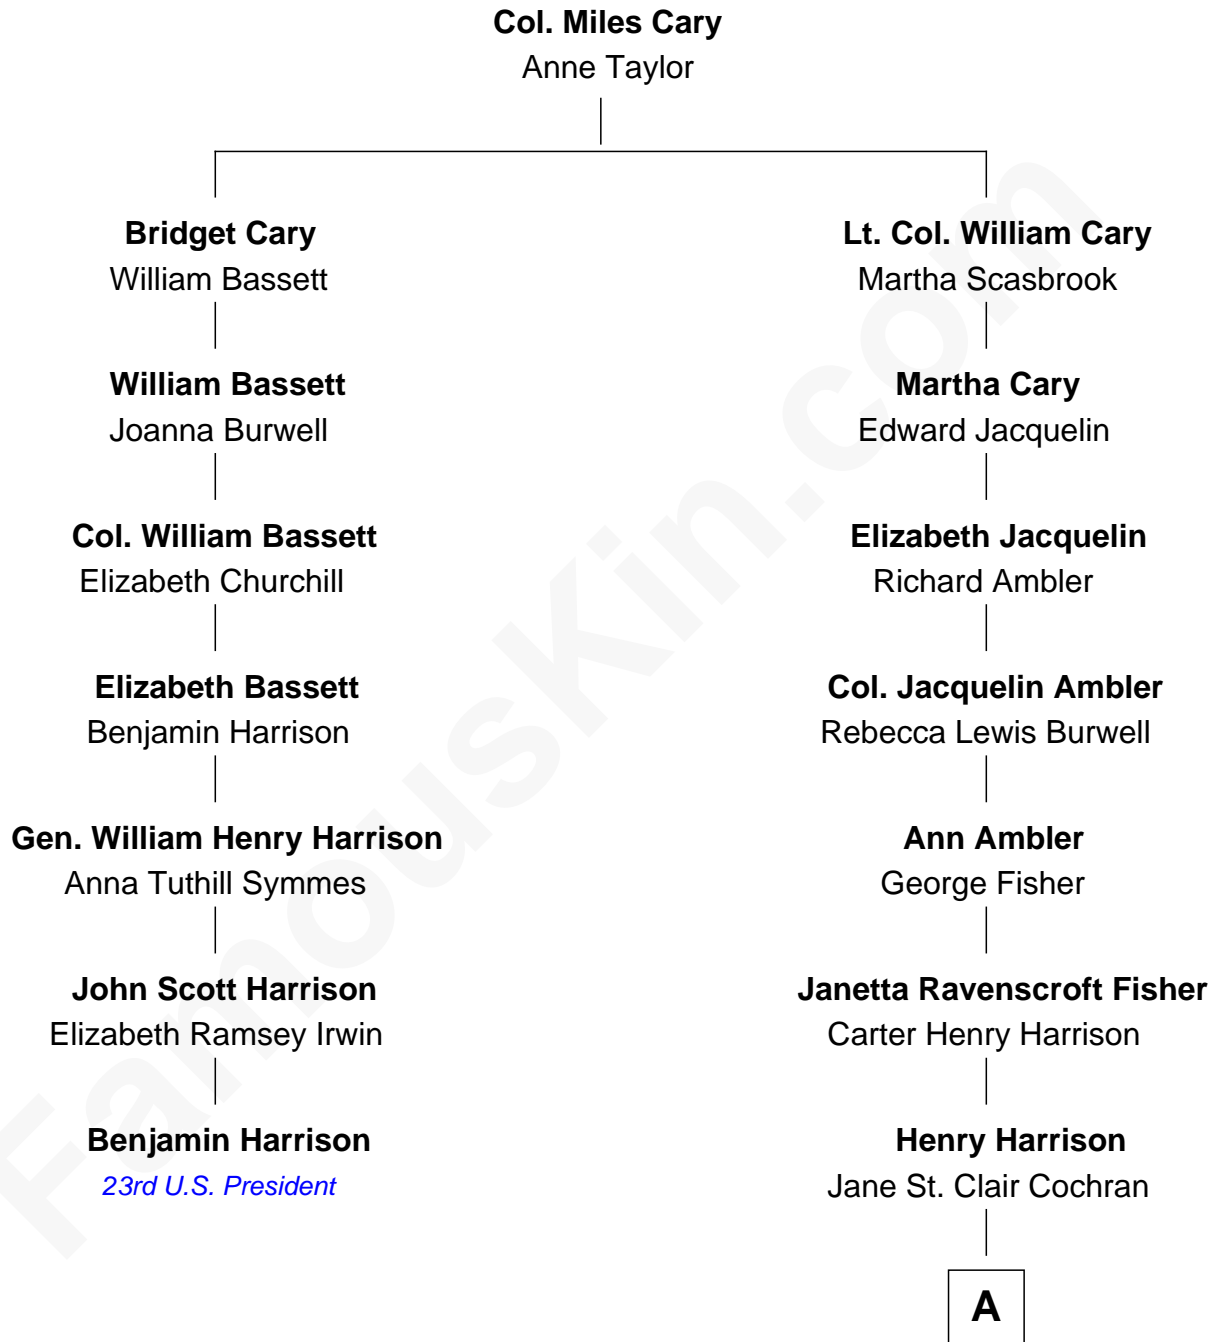 Col. Miles Cary
Anne Taylor
Bridget Cary
William Bassett
Lt. Col. William Cary
Martha Scasbrook
William Bassett
Joanna Burwell
Martha Cary
Edward Jacquelin
Col. William Bassett
Elizabeth Churchill
Elizabeth Jacquelin
Richard Ambler
Elizabeth Bassett
Benjamin Harrison
Col. Jacquelin Ambler
Rebecca Lewis Burwell
Gen. William Henry Harrison
Anna Tuthill Symmes
Ann Ambler
George Fisher
John Scott Harrison
Elizabeth Ramsey Irwin
Janetta Ravenscroft Fisher
Carter Henry Harrison
Benjamin Harrison
23rd U.S. President
Henry Harrison
Jane St. Clair Cochran
A
FamousKin.com